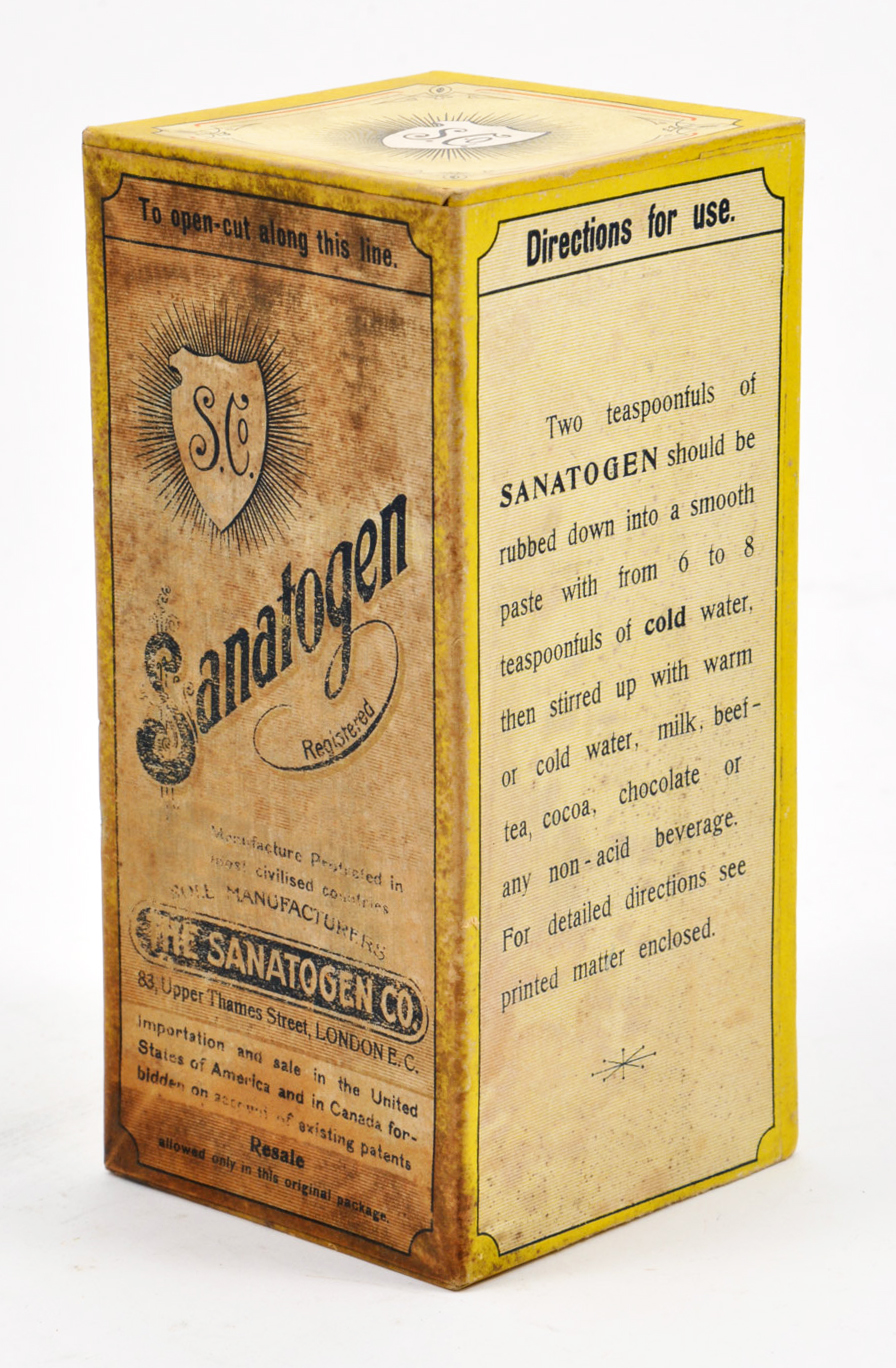 S.Co.
To open-cut along this line.
S.Co.
Sanatogen
Registered
Manufacture Protected in
most civilised countries
SOLE MANUFACTURERS
THE SANATOGEN CO.
83, Upper Thames Street, LONDON E.C.
Importation and sale in the United
States of America and in Canada for-
bidden on account of existing patents
Resale
allowed only in this original package.
Directions for use.
Two teaspoonfuls of
SANATOGEN should be
rubbed down into a smooth
paste with from 6 to 8
teaspoonfuls of cold water,
then stirred up with warm
or cold water, milk, beef-
tea, cocoa, chocolate or
any non-acid beverage.
For detailed directions see
printed matter enclosed.